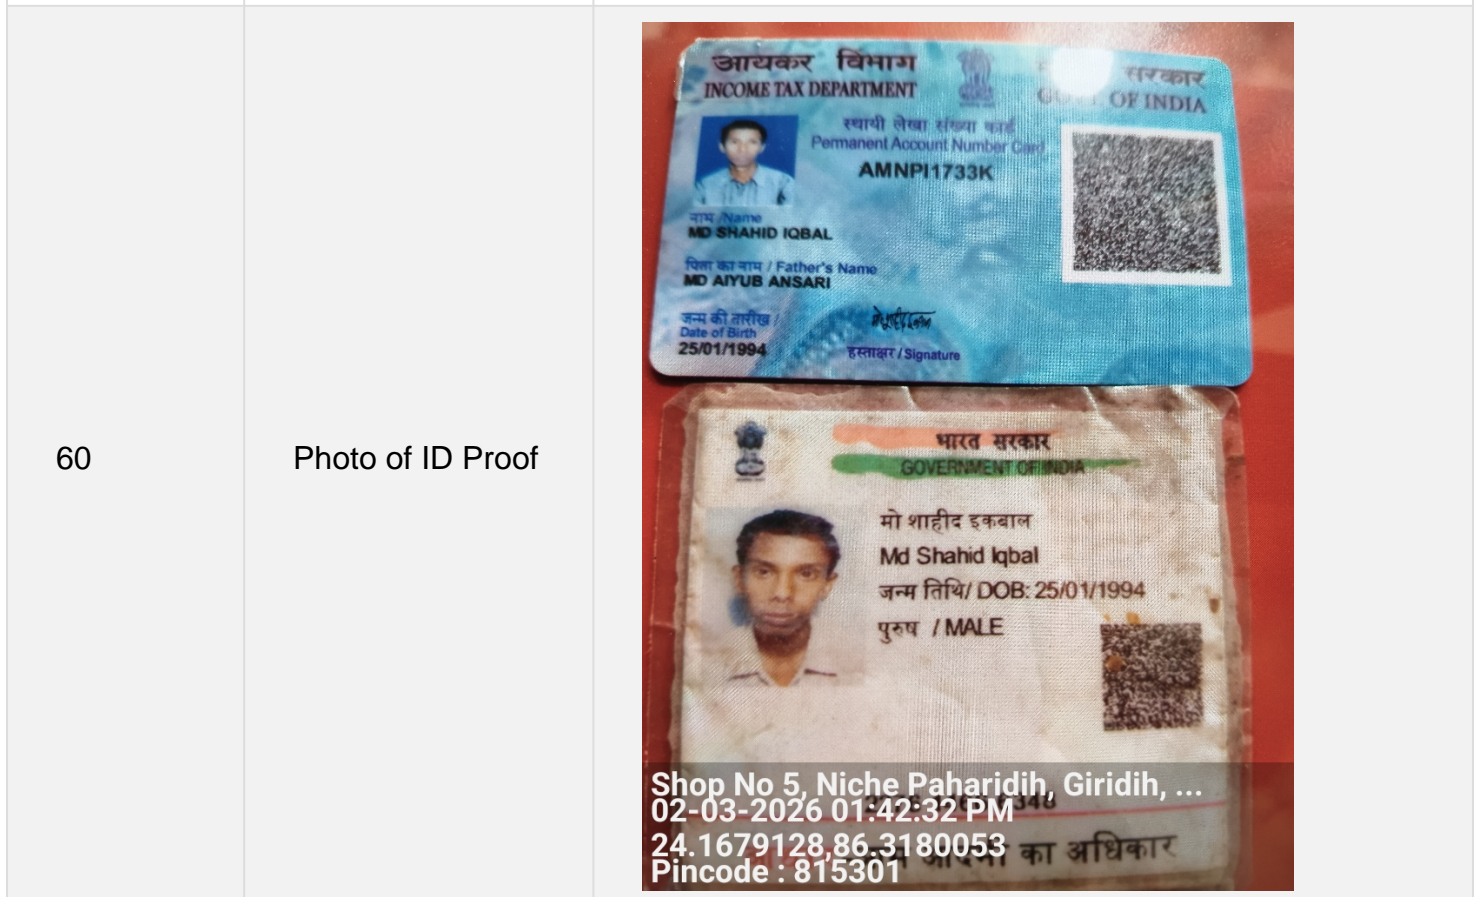 60
Photo of ID Proof
आयकर विभाग
INCOME TAX DEPARTMENT
सरकार
OF INDIA
स्थायी लेखा संख्या कार्ड
Permanent Account Number Card
AMNPI1733K
नाम /Name
MD SHAHID IQBAL
पिता का नाम / Father's Name
MD AIYUB ANSARI
जन्म की तारीख /
Date of Birth
25/01/1994
हस्ताक्षर / Signature
भारत सरकार
GOVERNMENT OF INDIA
मो शाहीद इकबाल
Md Shahid Iqbal
जन्म तिथि/ DOB: 25/01/1994
पुरुष / MALE
Shop No 5, Niche Paharidih, Giridih, ...
02-03-2026 01:42:32 PM
24.1679128,86.3180053
का अधिकार
Pincode : 815301